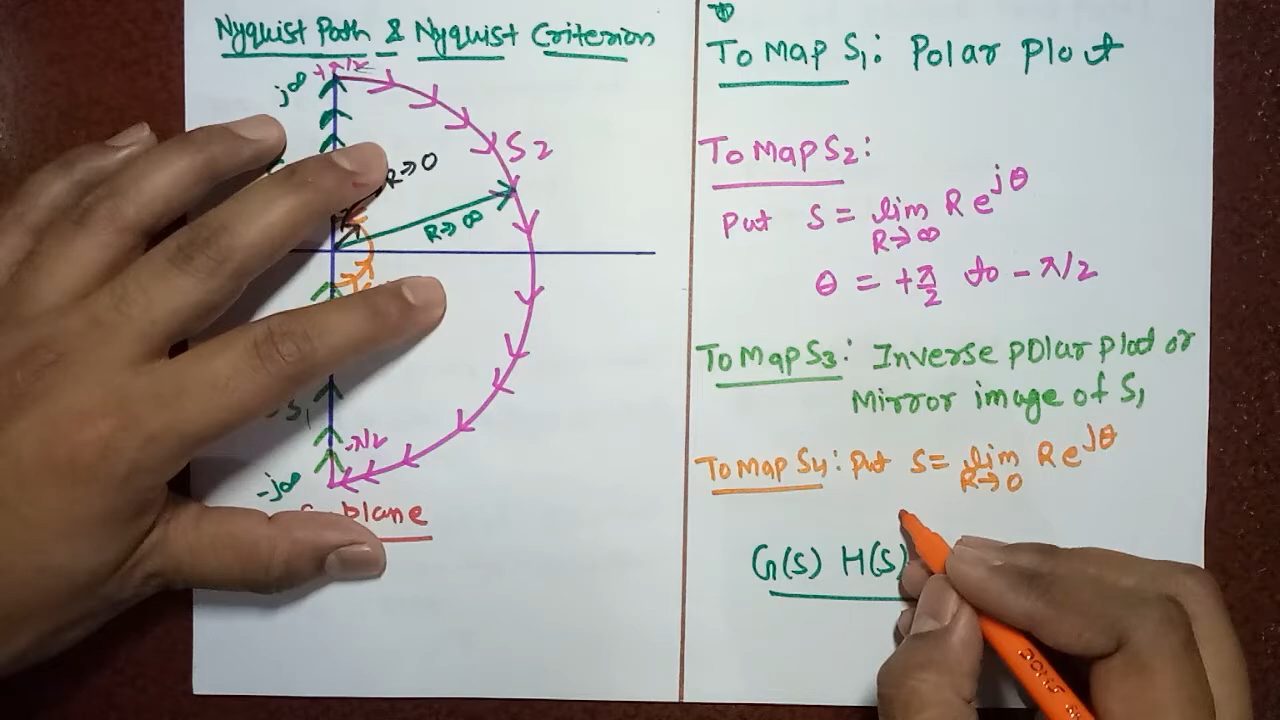 Nyquist Path & Nyquist Criterion
j∞
S2
R→0
R→∞
S1
-π/2
-j∞
plane
To Map S1: Polar plot
To Map S2:
Put S = lim R e^jθ
R→∞
θ = +π/2 to -π/2
To Map S3: Inverse polar plot or
Mirror image of S1
To Map S4: Put S= lim R e^jθ
R→0
G(s) H(s)